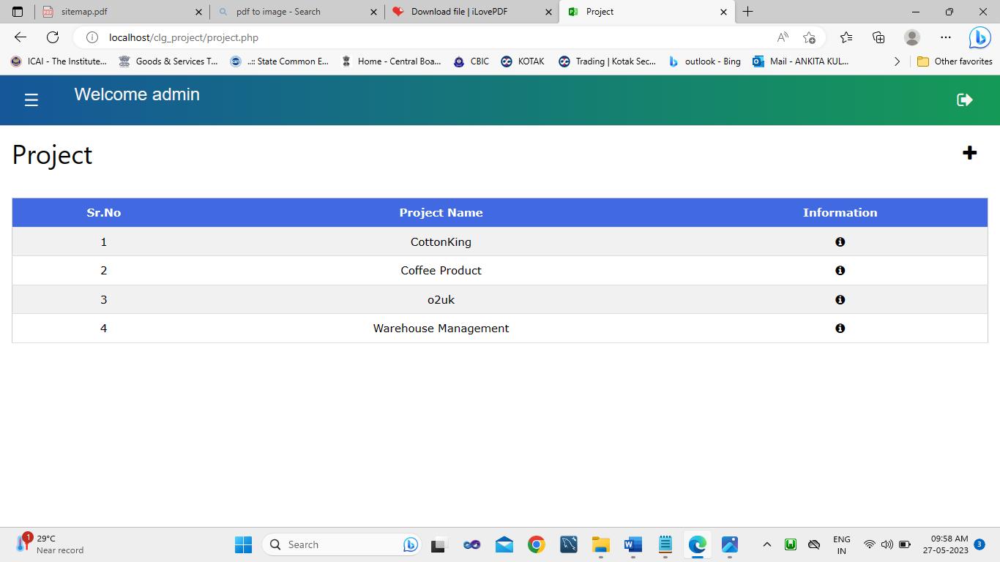 sitemap.pdf
pdf to image - Search
Download file | iLovePDF
Project
localhost/clg_project/project.php
ICAI - The Institute...
Goods & Services T...
..:: State Common E...
Home - Central Boa...
CBIC
KOTAK
Trading | Kotak Sec...
outlook - Bing
Mail - ANKITA KUL...
Other favorites
Welcome admin
Project
Sr.No Project Name Information
1 CottonKing
2 Coffee Product
3 o2uk
4 Warehouse Management
1
29°C
Near record
Search
ENG
IN
09:58 AM
27-05-2023
3